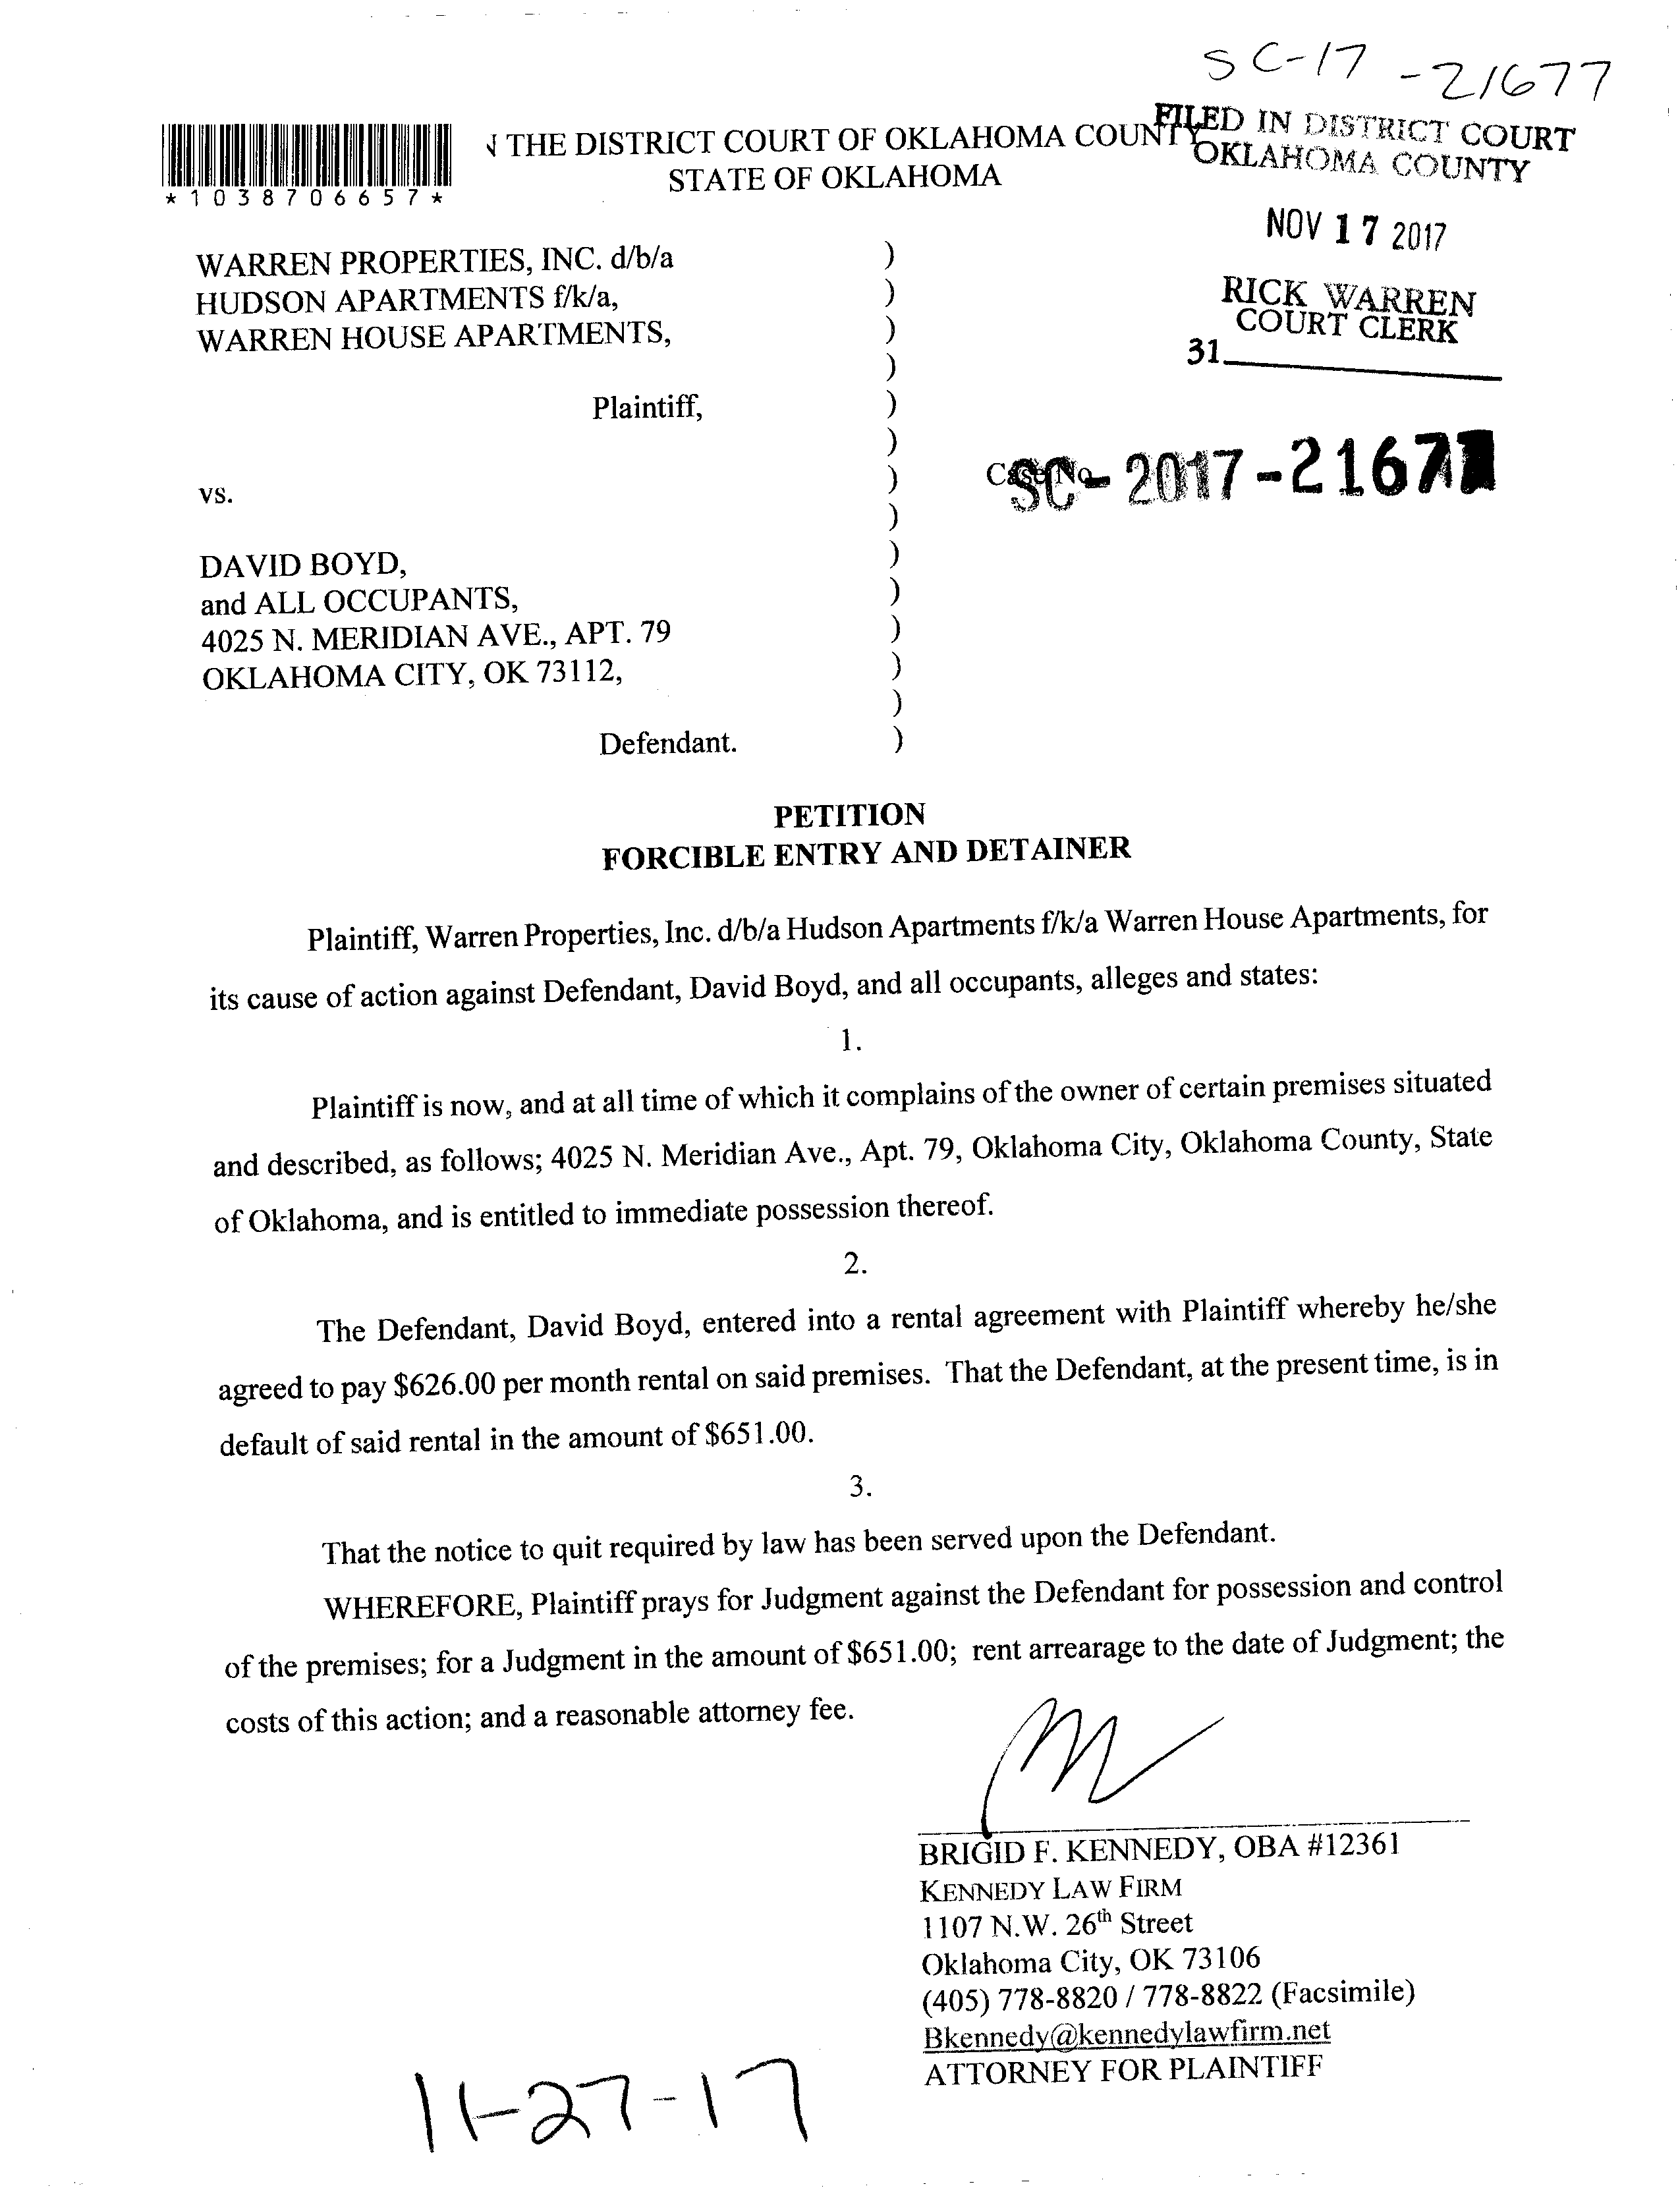 SC-17-21677
FILED IN DISTRICT COURT
OKLAHOMA COUNTY
*1038706657*
THE DISTRICT COURT OF OKLAHOMA COUNTY
STATE OF OKLAHOMA
NOV 17 2017
RICK WARREN
COURT CLERK
31
WARREN PROPERTIES, INC. d/b/a )
HUDSON APARTMENTS f/k/a, )
WARREN HOUSE APARTMENTS, )
)
Plaintiff, )
)
vs. )
)
Case No. SC-2017-21677
DAVID BOYD, )
and ALL OCCUPANTS, )
4025 N. MERIDIAN AVE., APT. 79 )
OKLAHOMA CITY, OK 73112, )
)
Defendant. )
PETITION
FORCIBLE ENTRY AND DETAINER
Plaintiff, Warren Properties, Inc. d/b/a Hudson Apartments f/k/a Warren House Apartments, for
its cause of action against Defendant, David Boyd, and all occupants, alleges and states:
1.
Plaintiff is now, and at all time of which it complains of the owner of certain premises situated
and described, as follows; 4025 N. Meridian Ave., Apt. 79, Oklahoma City, Oklahoma County, State
of Oklahoma, and is entitled to immediate possession thereof.
2.
The Defendant, David Boyd, entered into a rental agreement with Plaintiff whereby he/she
agreed to pay $626.00 per month rental on said premises. That the Defendant, at the present time, is in
default of said rental in the amount of $651.00.
3.
That the notice to quit required by law has been served upon the Defendant.
WHEREFORE, Plaintiff prays for Judgment against the Defendant for possession and control
of the premises; for a Judgment in the amount of $651.00; rent arrearage to the date of Judgment; the
costs of this action; and a reasonable attorney fee.
BRIGID F. KENNEDY, OBA #12361
KENNEDY LAW FIRM
1107 N.W. 26th Street
Oklahoma City, OK 73106
(405) 778-8820 / 778-8822 (Facsimile)
Bkennedy@kennedylawfirm.net
ATTORNEY FOR PLAINTIFF
11-27-17